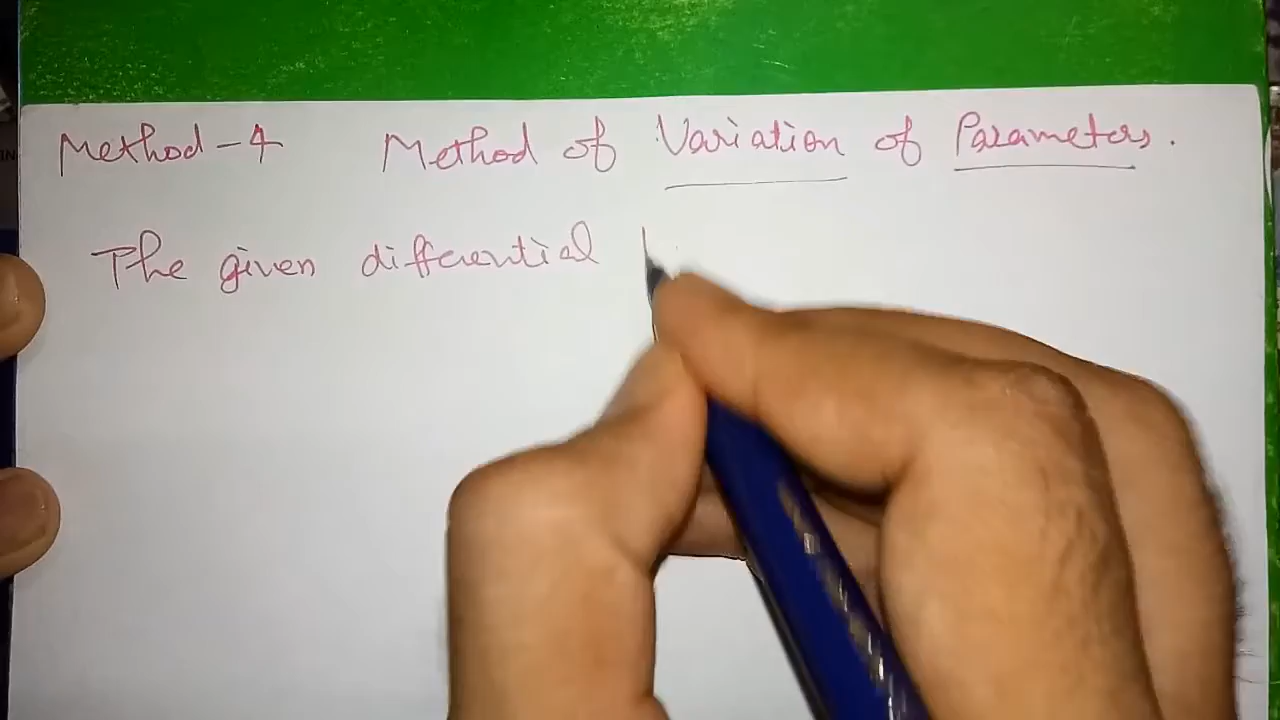 Method-4 Method of Variation of Parameters.
The given differential